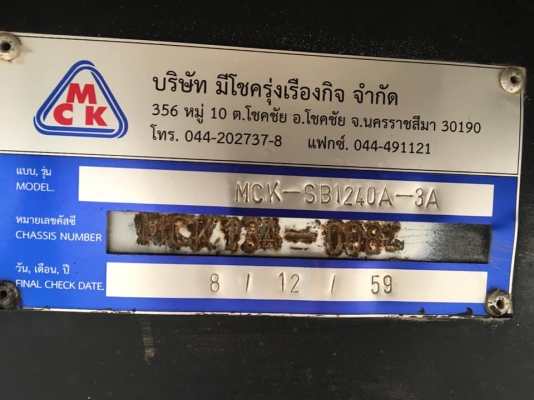 MCK
บริษัท มีโชครุ่งเรืองกิจ จำกัด
356 หมู่ 10 ต.โชคชัย อ.โชคชัย จ.นครราชสีมา 30190
โทร. 044-202737-8 แฟกซ์. 044-491121
แบบ, รุ่น
MODEL. MCK-SB1240A-3A
หมายเลขคัสซี
CHASSIS NUMBER
วัน, เดือน, ปี
FINAL CHECK DATE. 8 / 12 / 59